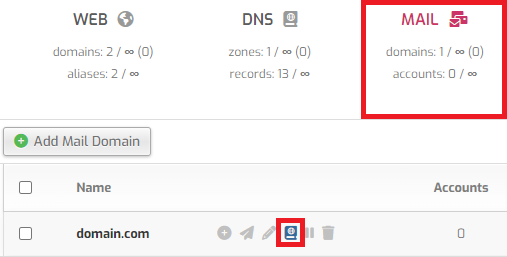 WEB
DNS
MAIL
domains: 2 / ∞ (0)
zones: 1 / ∞ (0)
domains: 1 / ∞ (0)
aliases: 2 / ∞
records: 13 / ∞
accounts: 0 / ∞
Add Mail Domain
Name
Accounts
domain.com
0